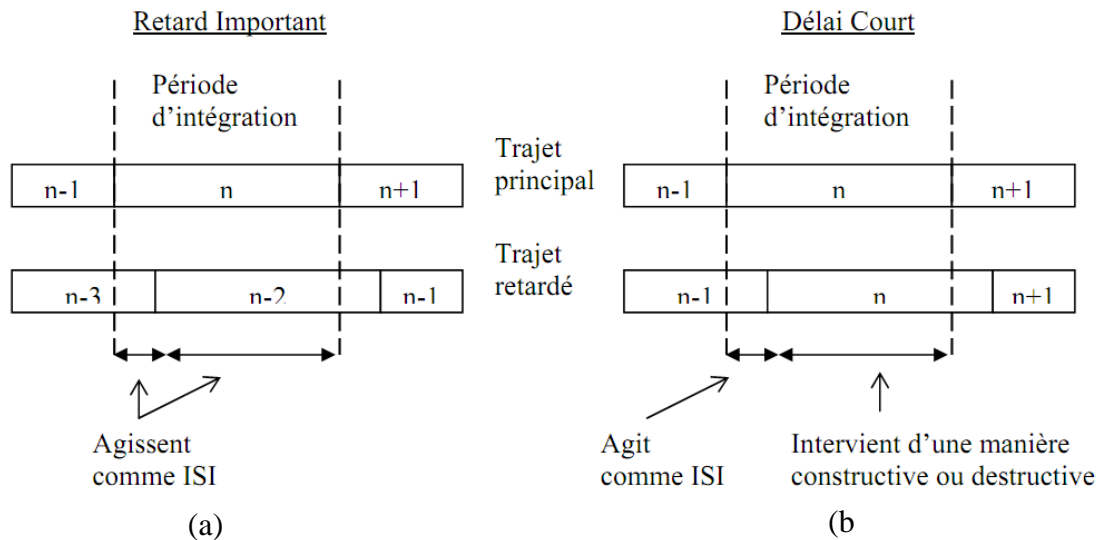 Retard Important
Délai Court
Période
d'intégration
Période
d'intégration
Trajet
principal
n-1
n
n+1
n-1
n
n+1
Trajet
retardé
n-3
n-2
n-1
n-1
n
n+1
Agissent
comme ISI
Agit
comme ISI
Intervient d'une manière
constructive ou destructive
(a)
(b